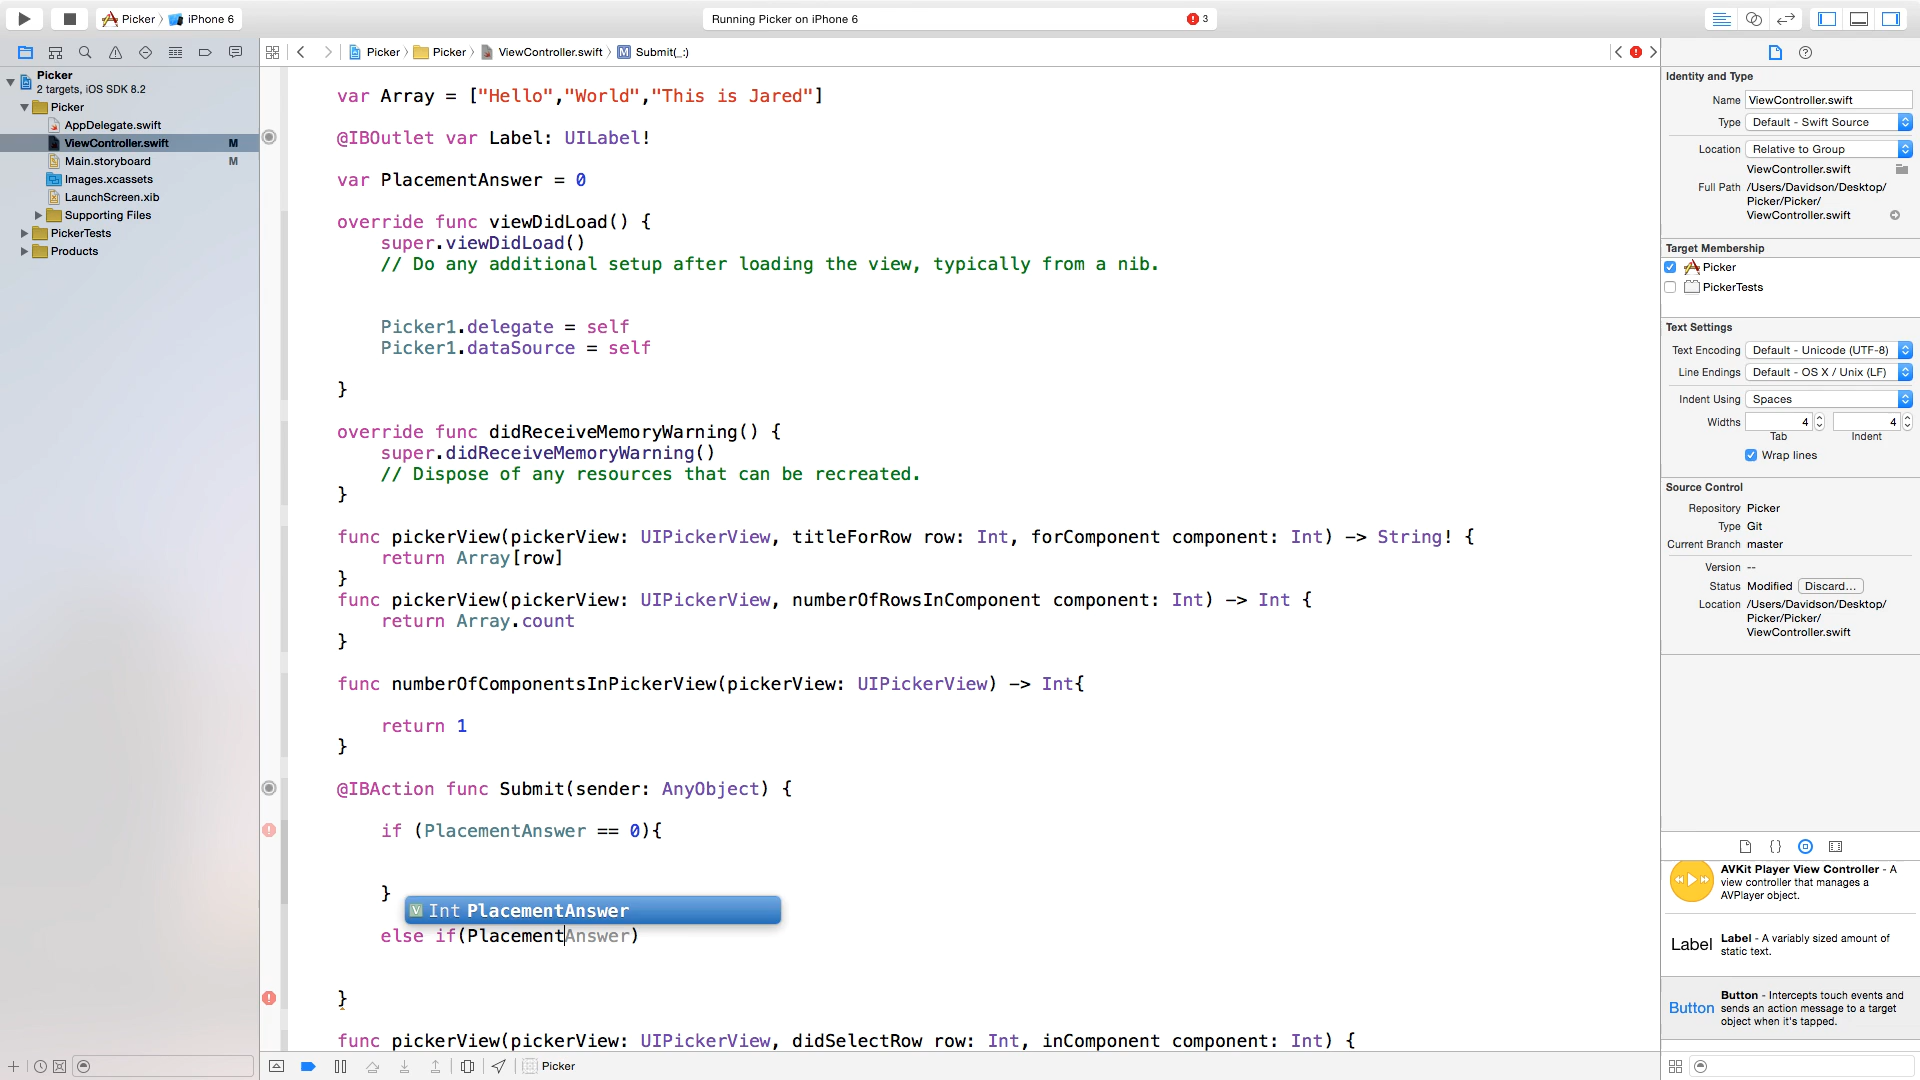 Picker iPhone 6
Running Picker on iPhone 6
3
Picker Picker ViewController.swift M Submit(_:)
Picker
2 targets, iOS SDK 8.2
Picker
AppDelegate.swift
ViewController.swift M
Main.storyboard M
Images.xcassets
LaunchScreen.xib
Supporting Files
PickerTests
Products
var Array = ["Hello","World","This is Jared"]
@IBOutlet var Label: UILabel!
var PlacementAnswer = 0
override func viewDidLoad() {
super.viewDidLoad()
// Do any additional setup after loading the view, typically from a nib.
Picker1.delegate = self
Picker1.dataSource = self
}
override func didReceiveMemoryWarning() {
super.didReceiveMemoryWarning()
// Dispose of any resources that can be recreated.
}
func pickerView(pickerView: UIPickerView, titleForRow row: Int, forComponent component: Int) -> String! {
return Array[row]
}
func pickerView(pickerView: UIPickerView, numberOfRowsInComponent component: Int) -> Int {
return Array.count
}
func numberOfComponentsInPickerView(pickerView: UIPickerView) -> Int{
return 1
}
@IBAction func Submit(sender: AnyObject) {
if (PlacementAnswer == 0){
}
V Int PlacementAnswer
else if(PlacementAnswer)
}
func pickerView(pickerView: UIPickerView, didSelectRow row: Int, inComponent component: Int) {
Picker
Identity and Type
Name ViewController.swift
Type Default - Swift Source
Location Relative to Group
ViewController.swift
Full Path /Users/Davidson/Desktop/
Picker/Picker/
ViewController.swift
Target Membership
Picker
PickerTests
Text Settings
Text Encoding Default - Unicode (UTF-8)
Line Endings Default - OS X / Unix (LF)
Indent Using Spaces
Widths 4 4
Tab Indent
Wrap lines
Source Control
Repository Picker
Type Git
Current Branch master
Version --
Status Modified Discard...
Location /Users/Davidson/Desktop/
Picker/Picker/
ViewController.swift
{}
AVKit Player View Controller - A
view controller that manages a
AVPlayer object.
Label Label - A variably sized amount of
static text.
Button Button - Intercepts touch events and
sends an action message to a target
object when it's tapped.